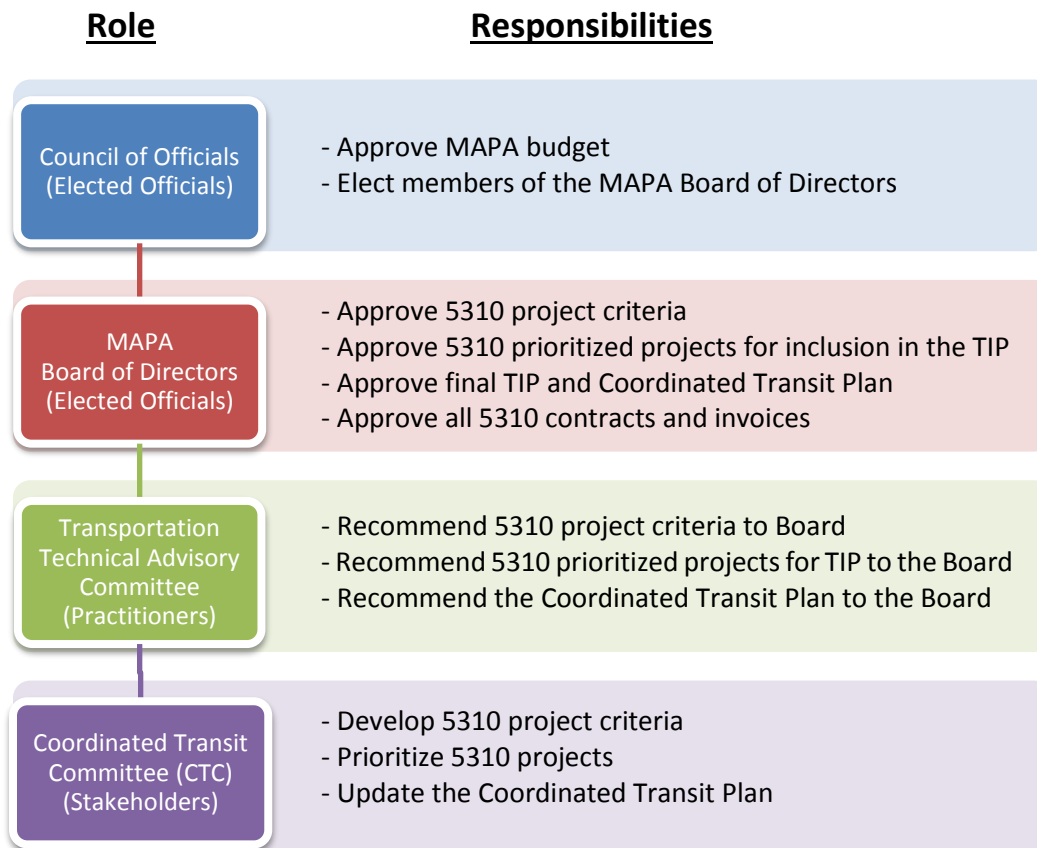 Role
Responsibilities
Council of Officials
(Elected Officials)
- Approve MAPA budget
- Elect members of the MAPA Board of Directors
MAPA
Board of Directors
(Elected Officials)
- Approve 5310 project criteria
- Approve 5310 prioritized projects for inclusion in the TIP
- Approve final TIP and Coordinated Transit Plan
- Approve all 5310 contracts and invoices
Transportation
Technical Advisory
Committee
(Practitioners)
- Recommend 5310 project criteria to Board
- Recommend 5310 prioritized projects for TIP to the Board
- Recommend the Coordinated Transit Plan to the Board
Coordinated Transit
Committee (CTC)
(Stakeholders)
- Develop 5310 project criteria
- Prioritize 5310 projects
- Update the Coordinated Transit Plan